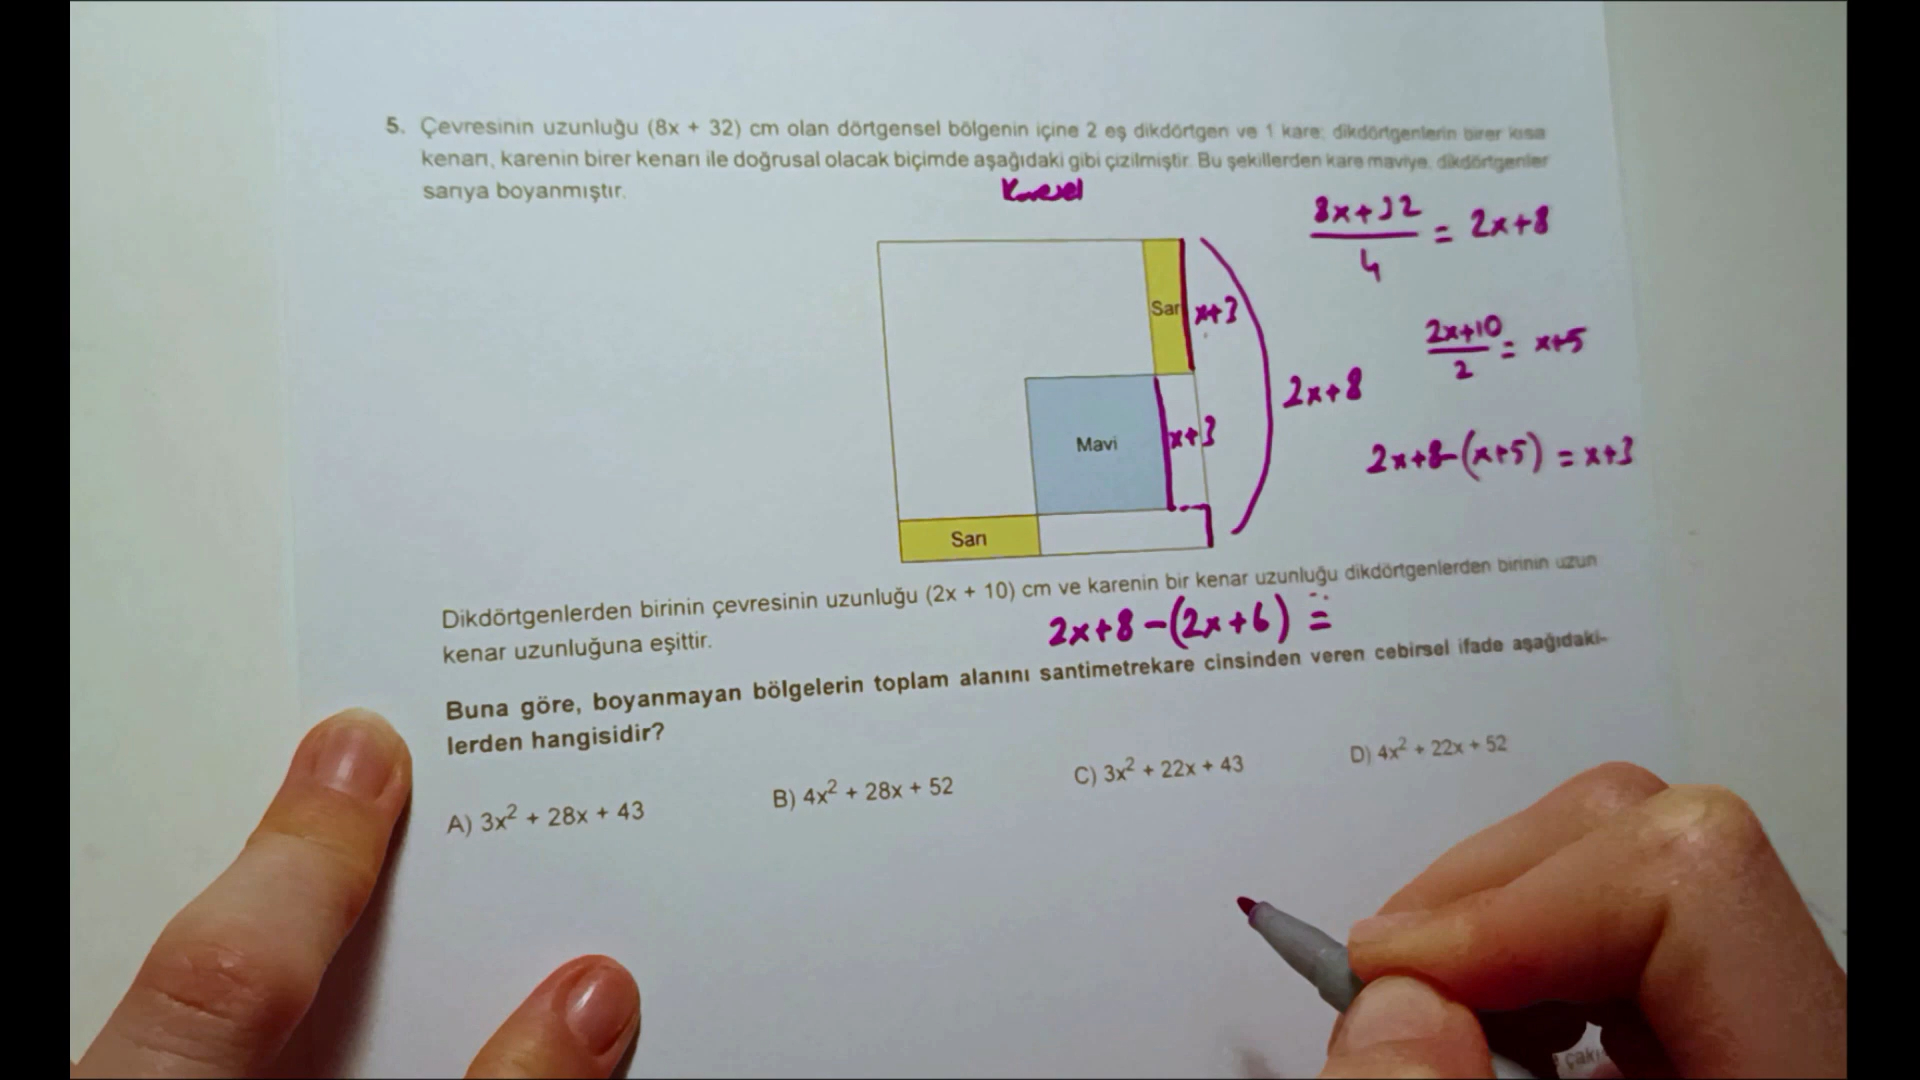 5. Çevresinin uzunluğu (8x + 32) cm olan dörtgensel bölgenin içine 2 eş dikdörtgen ve 1 kare; dikdörtgenlerin birer kısa
kenarı, karenin birer kenarı ile doğrusal olacak biçimde aşağıdaki gibi çizilmiştir. Bu şekillerden kare maviye, dikdörtgenler
sarıya boyanmıştır.
Karesel
8x+32
4
= 2x+8
Sar
x+3
2x+10
2
= x+5
2x+8
Mavi
x+3
2x+8-(x+5) = x+3
Sarı
Dikdörtgenlerden birinin çevresinin uzunluğu (2x + 10) cm ve karenin bir kenar uzunluğu dikdörtgenlerden birinin uzun
kenar uzunluğuna eşittir.
2x+8-(2x+6) =
Buna göre, boyanmayan bölgelerin toplam alanını santimetrekare cinsinden veren cebirsel ifade aşağıdaki-
lerden hangisidir?
A) 3x² + 28x + 43
B) 4x² + 28x + 52
C) 3x² + 22x + 43
D) 4x² + 22x + 52